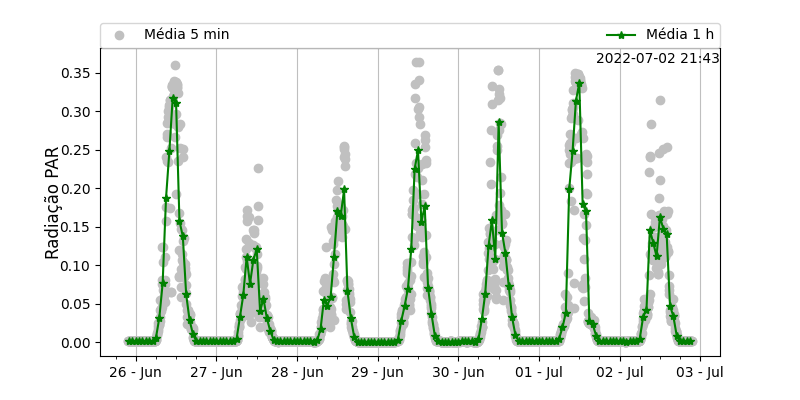 Média 5 min
Média 1 h
2022-07-02 21:43
Radiação PAR
0.35
0.30
0.25
0.20
0.15
0.10
0.05
0.00
26 - Jun
27 - Jun
28 - Jun
29 - Jun
30 - Jun
01 - Jul
02 - Jul
03 - Jul